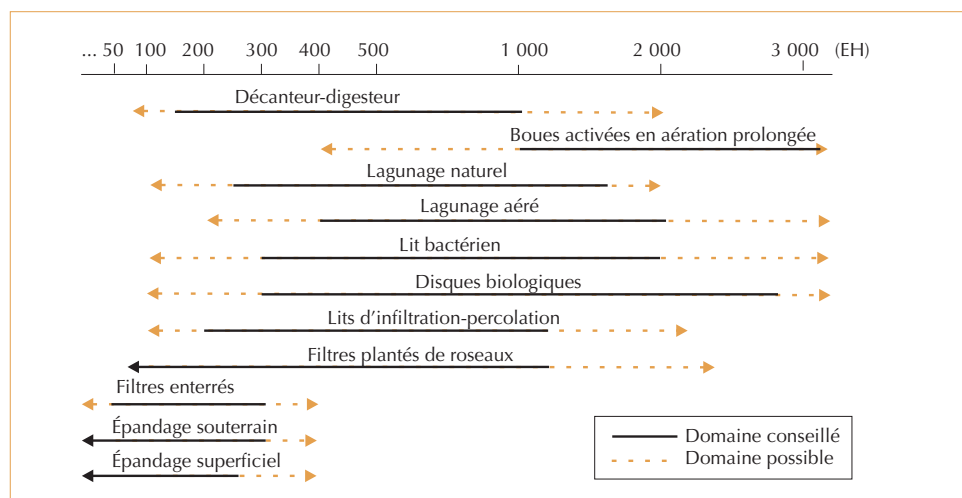 ... 50 100 200 300 400 500 1 000 2 000 3 000 (EH)
Décanteur-digesteur
Boues activées en aération prolongée
Lagunage naturel
Lagunage aéré
Lit bactérien
Disques biologiques
Lits d'infiltration-percolation
Filtres plantés de roseaux
Filtres enterrés
Épandage souterrain
Épandage superficiel
Domaine conseillé
Domaine possible